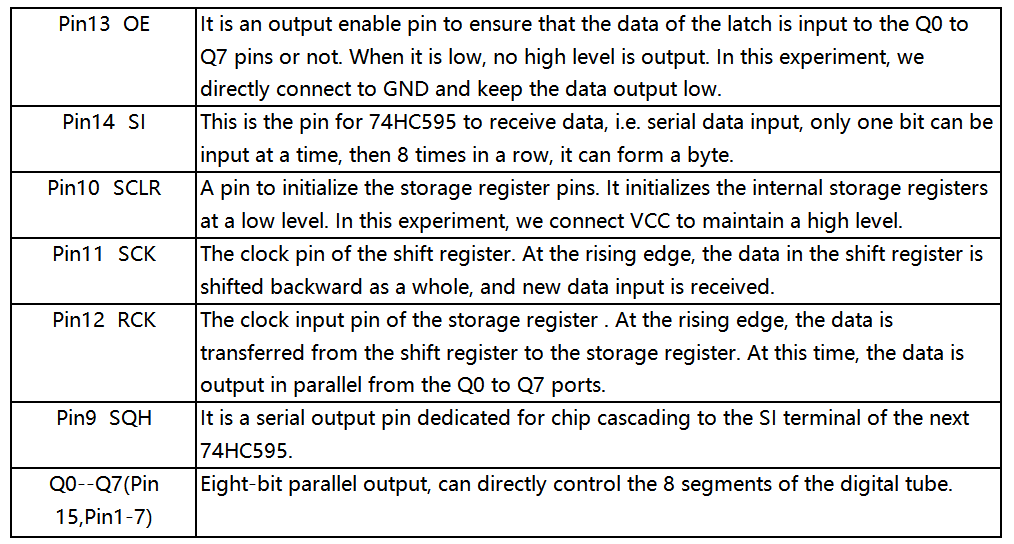 Pin13 OE
It is an output enable pin to ensure that the data of the latch is input to the Q0 to
Q7 pins or not. When it is low, no high level is output. In this experiment, we
directly connect to GND and keep the data output low.
Pin14 SI
This is the pin for 74HC595 to receive data, i.e. serial data input, only one bit can be
input at a time, then 8 times in a row, it can form a byte.
Pin10 SCLR
A pin to initialize the storage register pins. It initializes the internal storage registers
at a low level. In this experiment, we connect VCC to maintain a high level.
Pin11 SCK
The clock pin of the shift register. At the rising edge, the data in the shift register is
shifted backward as a whole, and new data input is received.
Pin12 RCK
The clock input pin of the storage register . At the rising edge, the data is
transferred from the shift register to the storage register. At this time, the data is
output in parallel from the Q0 to Q7 ports.
Pin9 SQH
It is a serial output pin dedicated for chip cascading to the SI terminal of the next
74HC595.
Q0--Q7(Pin
15,Pin1-7)
Eight-bit parallel output, can directly control the 8 segments of the digital tube.